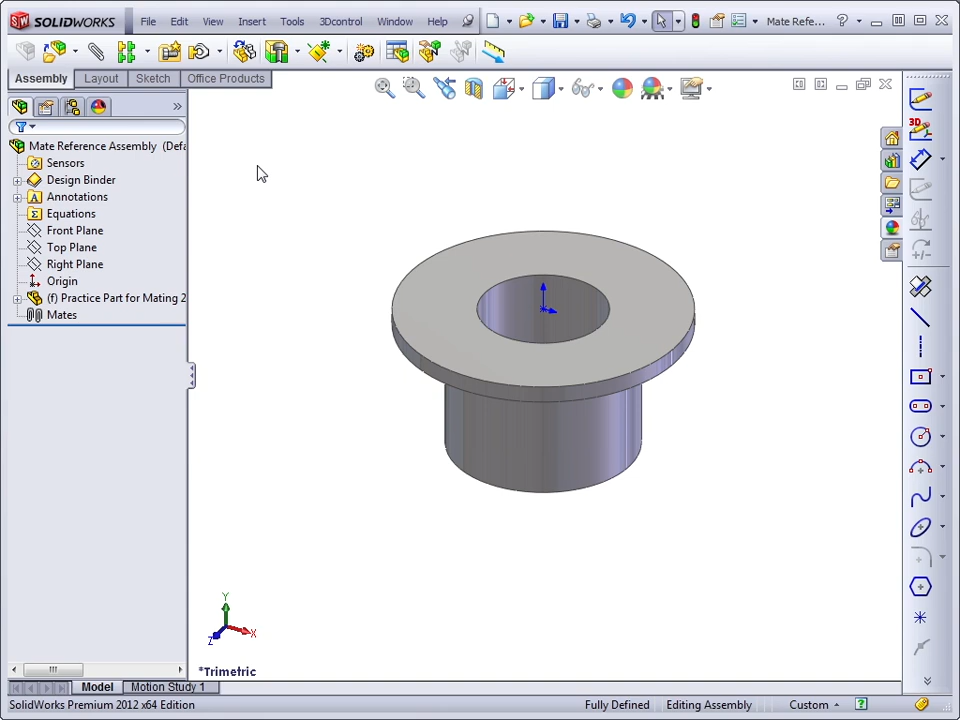 SW SOLIDWORKS File Edit View Insert Tools 3Dcontrol Window Help Mate Refe... ?
Assembly Layout Sketch Office Products
3D
Mate Reference Assembly (Defa
Sensors
Design Binder
A Annotations
Σ Equations
Front Plane
Top Plane
Right Plane
Origin
(f) Practice Part for Mating 2
Mates
Y
X
Z
*Trimetric
Model Motion Study 1
SolidWorks Premium 2012 x64 Edition Fully Defined Editing Assembly Custom ?